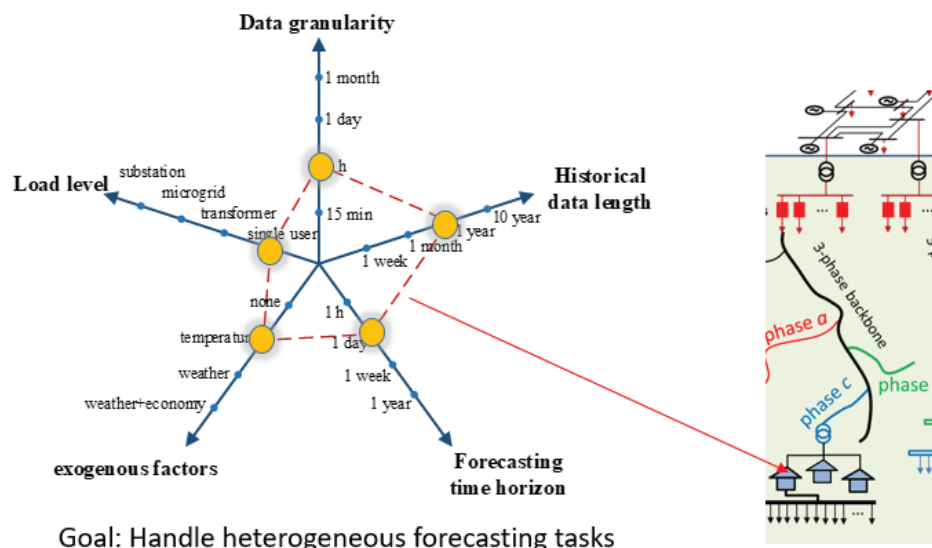 Data granularity
1 month
1 day
h
15 min
Load level
substation
microgrid
transformer
single user
Historical
data length
10 year
1 year
1 month
1 week
none
temperatur
weather
weather+economy
exogenous factors
1 h
1 day
1 week
1 year
Forecasting
time horizon
Goal: Handle heterogeneous forecasting tasks
...
...
3-phase backbone
phase a
phase
phase c
...